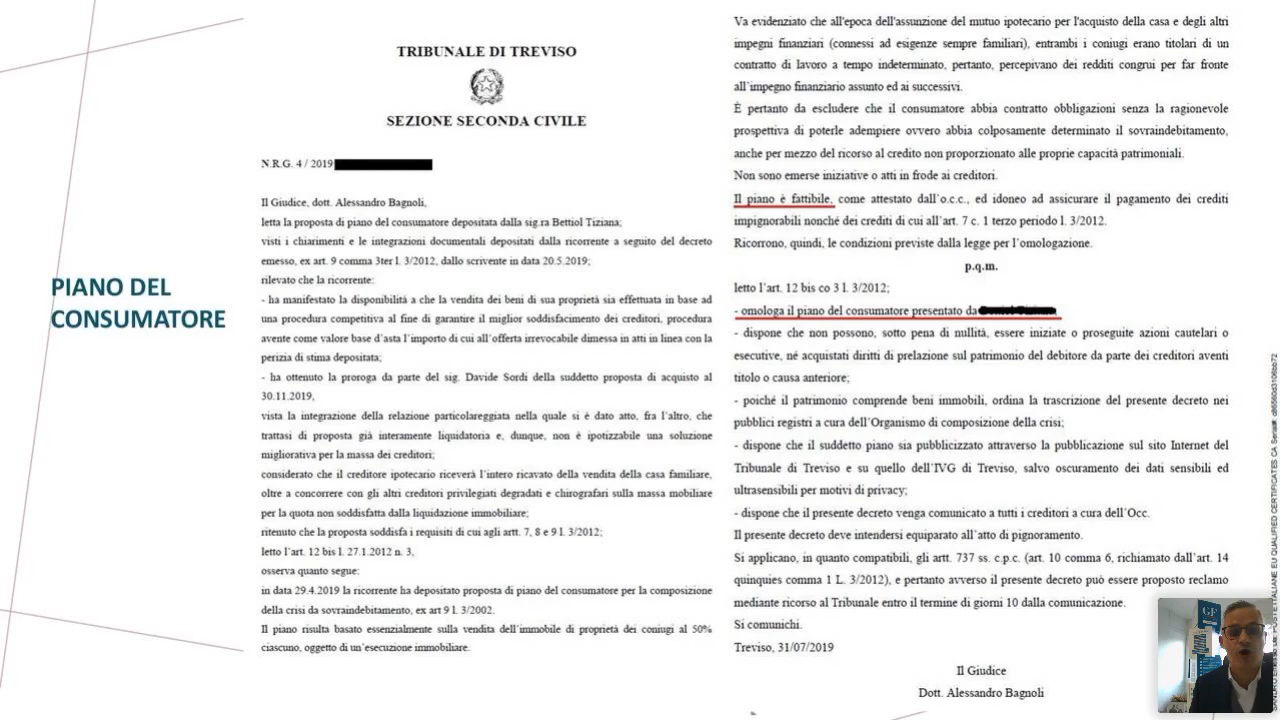 PIANO DEL
CONSUMATORE
TRIBUNALE DI TREVISO
SEZIONE SECONDA CIVILE
N.R.G. 4 / 2019
Il Giudice, dott. Alessandro Bagnoli,
letta la proposta di piano del consumatore depositata dalla sig.ra Bettiol Tiziana;
visti i chiarimenti e le integrazioni documentali depositati dalla ricorrente a seguito del decreto
emesso, ex art. 9 comma 3ter l. 3/2012, dallo scrivente in data 20.5.2019;
rilevato che la ricorrente:
- ha manifestato la disponibilità a che la vendita dei beni di sua proprietà sia effettuata in base ad
una procedura competitiva al fine di garantire il miglior soddisfacimento dei creditori, procedura
avente come valore base d'asta l'importo di cui all'offerta irrevocabile dimessa in atti in linea con la
perizia di stima depositata;
- ha ottenuto la proroga da parte del sig. Davide Sordi della suddetto proposta di acquisto al
30.11.2019,
vista la integrazione della relazione particolareggiata nella quale si è dato atto, fra l'altro, che
trattasi di proposta già interamente liquidatoria e, dunque, non è ipotizzabile una soluzione
migliorativa per la massa dei creditori;
considerato che il creditore ipotecario riceverà l'intero ricavato della vendita della casa familiare,
oltre a concorrere con gli altri creditori privilegiati degradati e chirografari sulla massa mobiliare
per la quota non soddisfatta dalla liquidazione immobiliare;
ritenuto che la proposta soddisfa i requisiti di cui agli artt. 7, 8 e 9 l. 3/2012;
letto l'art. 12 bis l. 27.1.2012 n. 3,
osserva quanto segue:
in data 29.4.2019 la ricorrente ha depositato proposta di piano del consumatore per la composizione
della crisi da sovraindebitamento, ex art 9 l. 3/2002.
Il piano risulta basato essenzialmente sulla vendita dell'immobile di proprietà dei coniugi al 50%
ciascuno, oggetto di un'esecuzione immobiliare.
Va evidenziato che all'epoca dell'assunzione del mutuo ipotecario per l'acquisto della casa e degli altri
impegni finanziari (connessi ad esigenze sempre familiari), entrambi i coniugi erano titolari di un
contratto di lavoro a tempo indeterminato, pertanto, percepivano dei redditi congrui per far fronte
all'impegno finanziario assunto ed ai successivi.
È pertanto da escludere che il consumatore abbia contratto obbligazioni senza la ragionevole
prospettiva di poterle adempiere ovvero abbia colposamente determinato il sovraindebitamento,
anche per mezzo del ricorso al credito non proporzionato alle proprie capacità patrimoniali.
Non sono emerse iniziative o atti in frode ai creditori.
Il piano è fattibile, come attestato dall'o.c.c., ed idoneo ad assicurare il pagamento dei crediti
impignorabili nonché dei crediti di cui all'art. 7 c. 1 terzo periodo l. 3/2012.
Ricorrono, quindi, le condizioni previste dalla legge per l'omologazione.
p.q.m.
letto l'art. 12 bis co 3 l. 3/2012;
- omologa il piano del consumatore presentato da
- dispone che non possono, sotto pena di nullità, essere iniziate o proseguite azioni cautelari o
esecutive, né acquistati diritti di prelazione sul patrimonio del debitore da parte dei creditori aventi
titolo o causa anteriore;
- poiché il patrimonio comprende beni immobili, ordina la trascrizione del presente decreto nei
pubblici registri a cura dell'Organismo di composizione della crisi;
- dispone che il suddetto piano sia pubblicizzato attraverso la pubblicazione sul sito Internet del
Tribunale di Treviso e su quello dell'IVG di Treviso, salvo oscuramento dei dati sensibili ed
ultrasensibili per motivi di privacy;
- dispone che il presente decreto venga comunicato a tutti i creditori a cura dell'Occ.
Il presente decreto deve intendersi equiparato all'atto di pignoramento.
Si applicano, in quanto compatibili, gli artt. 737 ss. c.p.c. (art. 10 comma 6, richiamato dall'art. 14
quinquies comma 1 L. 3/2012), e pertanto avverso il presente decreto può essere proposto reclamo
mediante ricorso al Tribunale entro il termine di giorni 10 dalla comunicazione.
Si comunichi.
Treviso, 31/07/2019
Il Giudice
Dott. Alessandro Bagnoli
GF